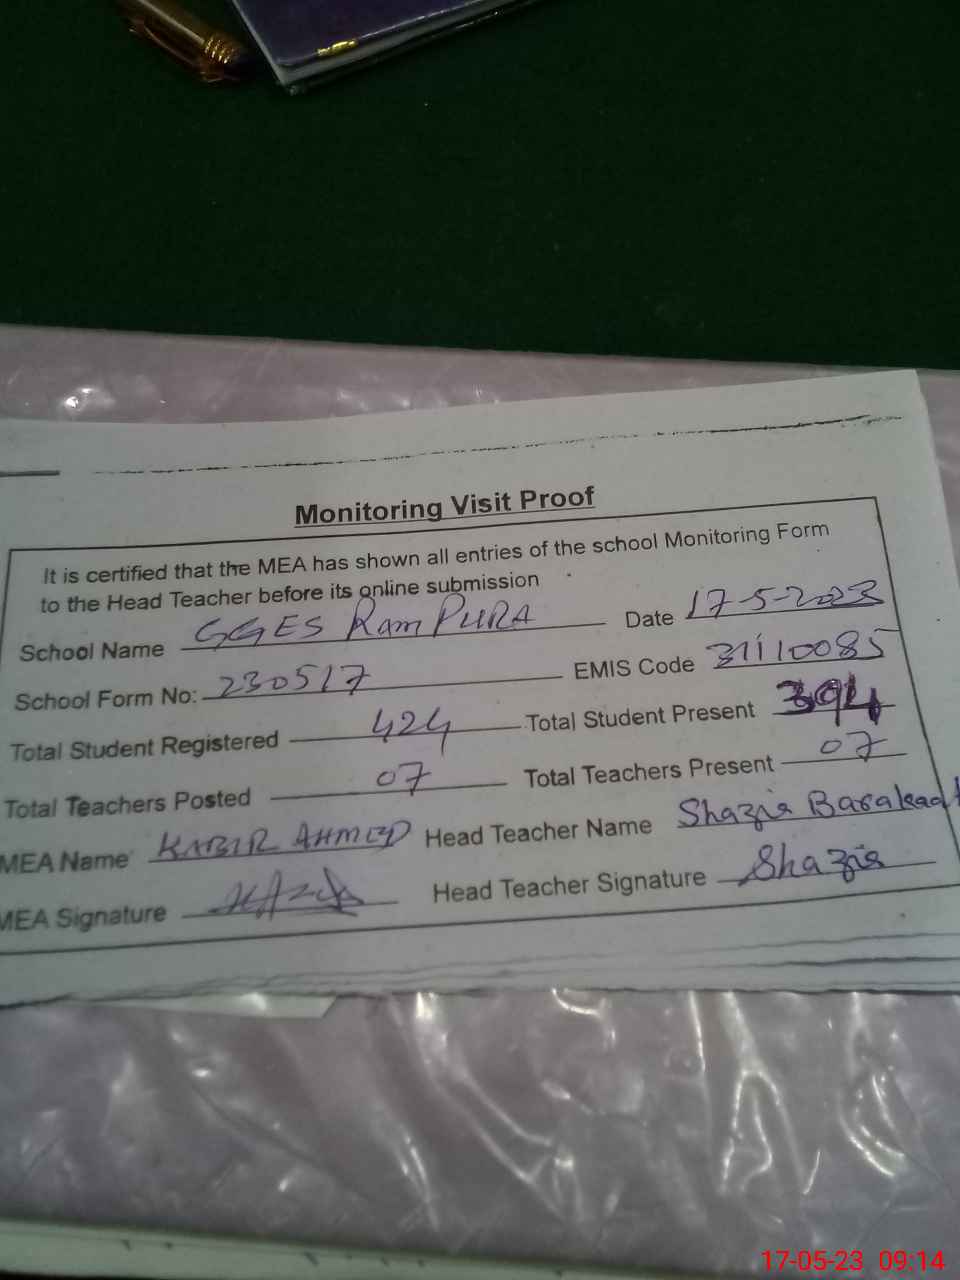 Monitoring Visit Proof
It is certified that the MEA has shown all entries of the school Monitoring Form
to the Head Teacher before its online submission
School Name GGES Ram PURA Date 17-5-2023
School Form No: 230517 EMIS Code 31110085
Total Student Registered 424 Total Student Present 394
Total Teachers Posted 07 Total Teachers Present 07
MEA Name KABIR AHMED Head Teacher Name Shazia Barakaat
MEA Signature Head Teacher Signature Shazia
17-05-23 09:14